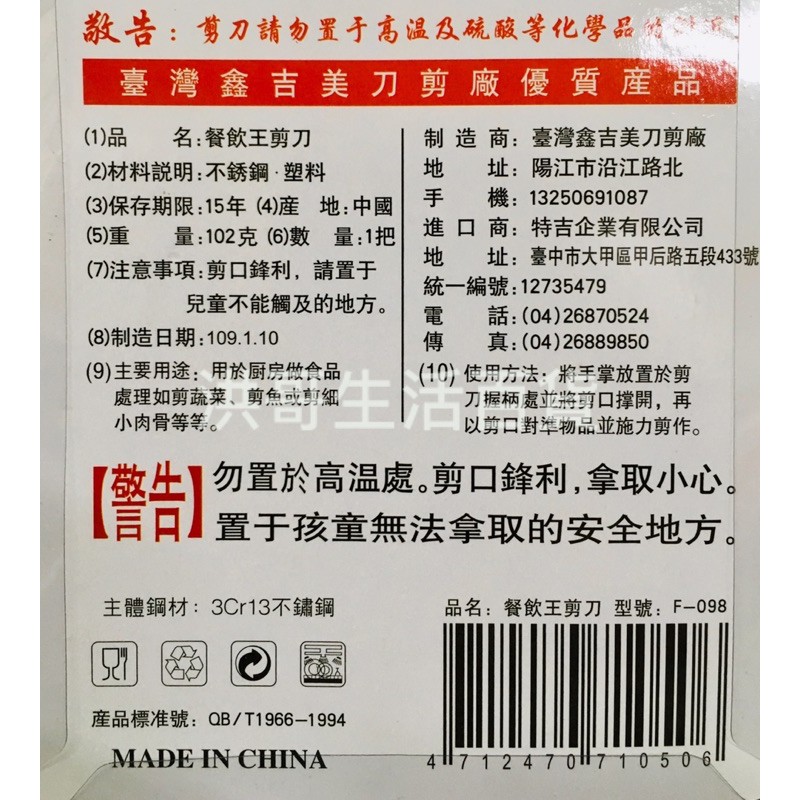 敬告：剪刀請勿置于高温及硫酸等化學品
臺灣鑫吉美刀剪廠優質産品
(1)品 名:餐飲王剪刀
(2)材料説明:不銹鋼·塑料
(3)保存期限:15年 (4)産 地:中國
(5)重 量:102克 (6)數 量:1把
(7)注意事項:剪口鋒利，請置于
兒童不能觸及的地方。
(8)制造日期:109.1.10
(9)主要用途：用於厨房做食品
處理如剪蔬菜、剪魚或剪細
小肉骨等等。
制 造 商：臺灣鑫吉美刀剪廠
地 址：陽江市沿江路北
手 機：13250691087
進 口 商：特吉企業有限公司
地 址：臺中市大甲區甲后路五段433號
統一編號:12735479
電 話:(04)26870524
傳 真:(04)26889850
(10) 使用方法：將手掌放置於剪
刀握柄處並將剪口撑開，再
以剪口對準物品並施力剪作。
洪哥生活百貨
【警告】勿置於高温處。剪口鋒利，拿取小心。
置于孩童無法拿取的安全地方。
主體鋼材：3Cr13不鏽鋼
産品標准號：QB/T1966-1994
MADE IN CHINA
品名：餐飲王剪刀 型號：F-098
4 712470 710506